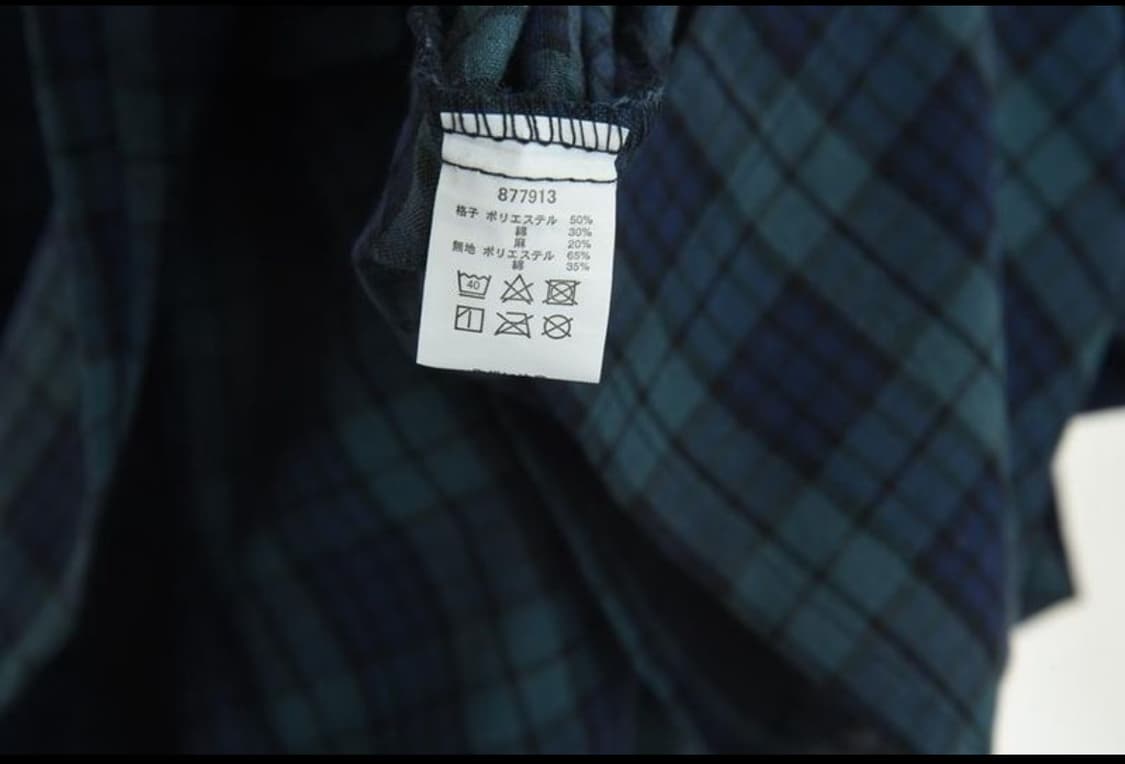 877913
格子 ポリエステル 50%
綿 30%
麻 20%
無地 ポリエステル 65%
綿 35%
40